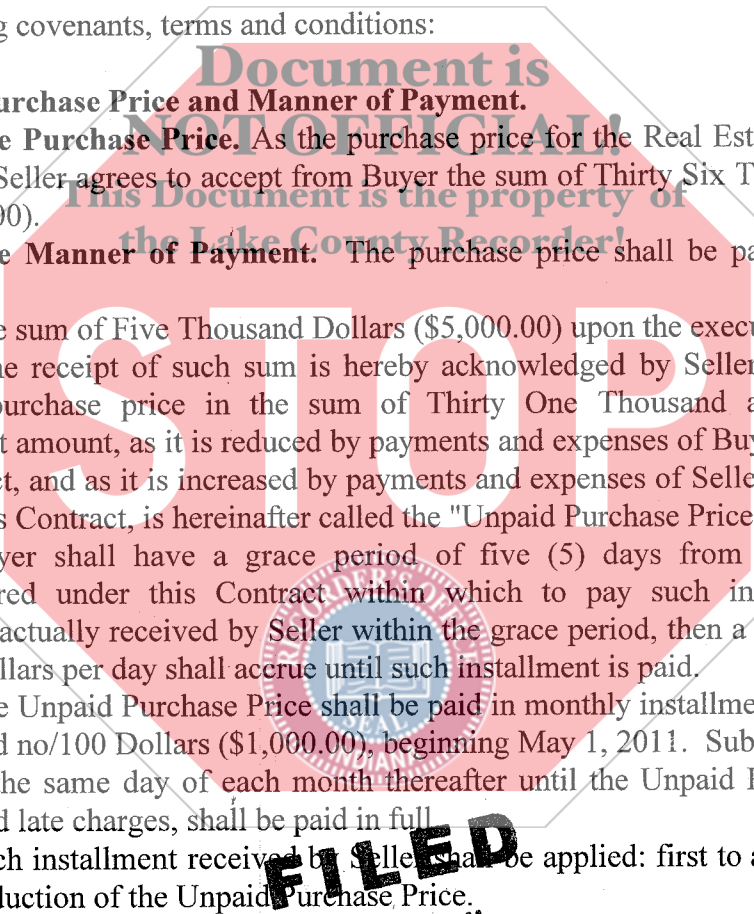 g covenants, terms and conditions:
Document is
urchase Price and Manner of Payment.
NOT OFFICIAL!
e Purchase Price. As the purchase price for the Real Est
Seller agrees to accept from Buyer the sum of Thirty Six T
This Document is the property of
00).
the Lake County Recorder!
e Manner of Payment. The purchase price shall be pa
STOP
e sum of Five Thousand Dollars ($5,000.00) upon the execu
he receipt of such sum is hereby acknowledged by Seller
purchase price in the sum of Thirty One Thousand a
t amount, as it is reduced by payments and expenses of Buy
ct, and as it is increased by payments and expenses of Selle
s Contract, is hereinafter called the "Unpaid Purchase Price
yer shall have a grace period of five (5) days from
red under this Contract within which to pay such in
actually received by Seller within the grace period, then a
llars per day shall accrue until such installment is paid.
RECORDER'S OFFICE
SEAL
INDIANA
e Unpaid Purchase Price shall be paid in monthly installme
d no/100 Dollars ($1,000.00), beginning May 1, 2011. Sub
the same day of each month thereafter until the Unpaid P
d late charges, shall be paid in full
FILED
ch installment received by Seller shall be applied: first to a
duction of the Unpaid Purchase Price.